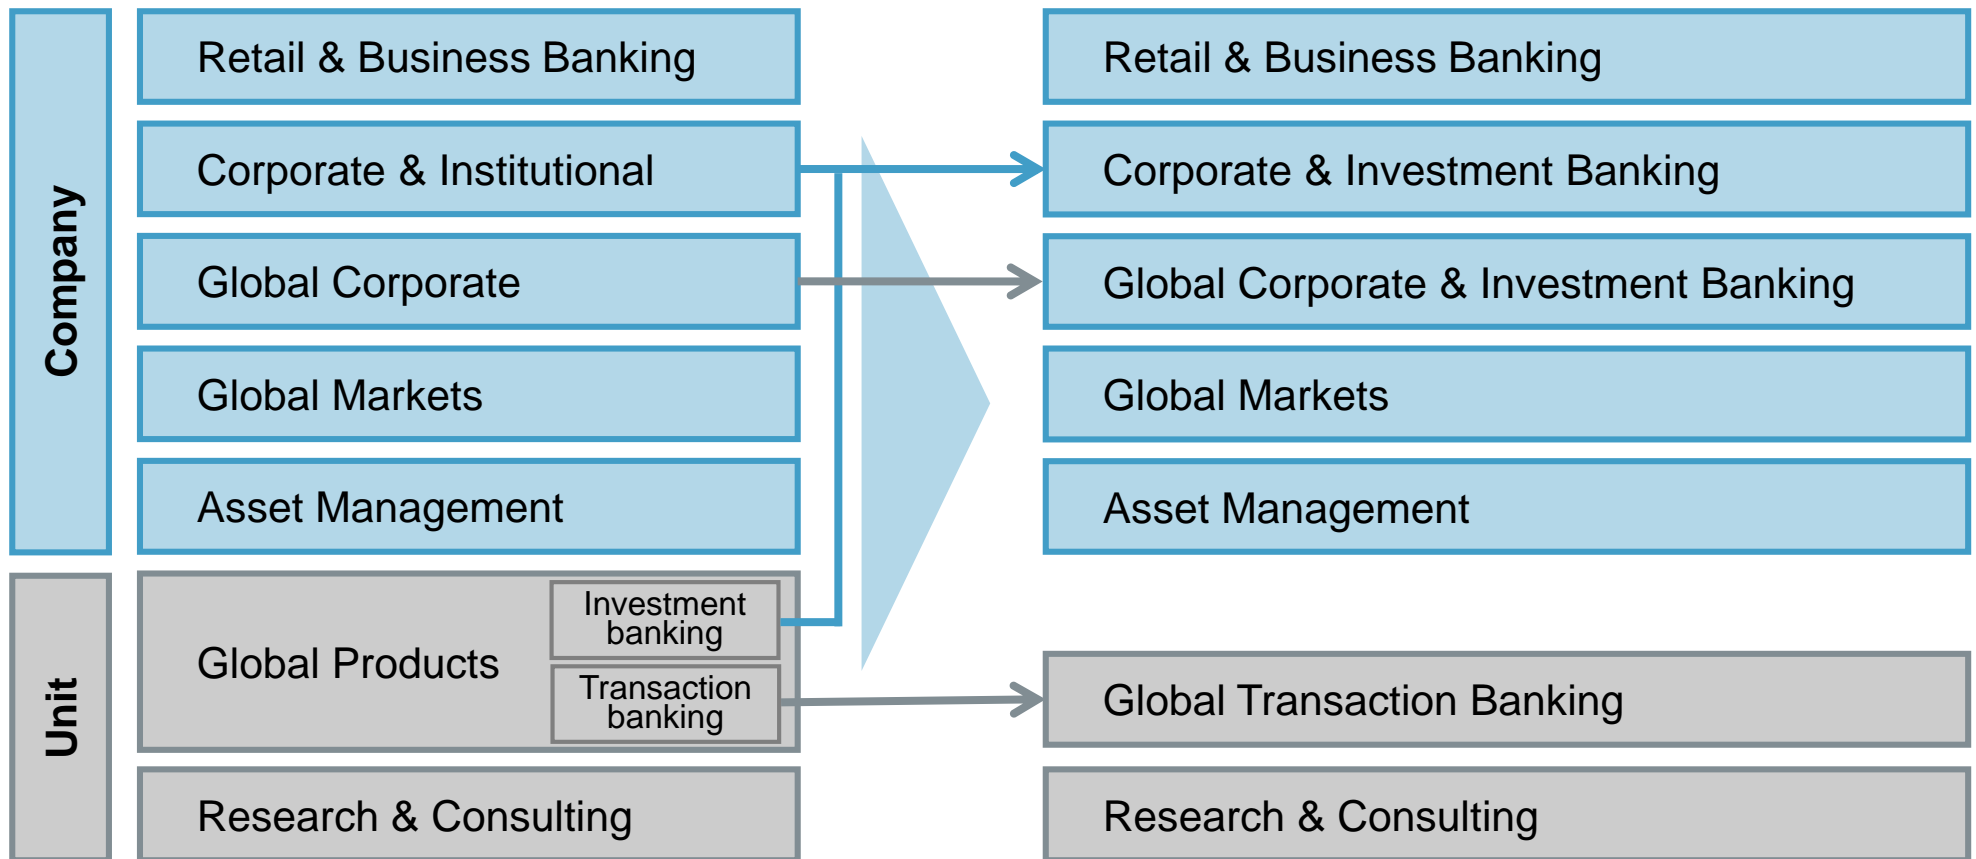 Company
Retail & Business Banking
Corporate & Institutional
Global Corporate
Global Markets
Asset Management
Unit
Global Products
Investment
banking
Transaction
banking
Research & Consulting
Retail & Business Banking
Corporate & Investment Banking
Global Corporate & Investment Banking
Global Markets
Asset Management
Global Transaction Banking
Research & Consulting